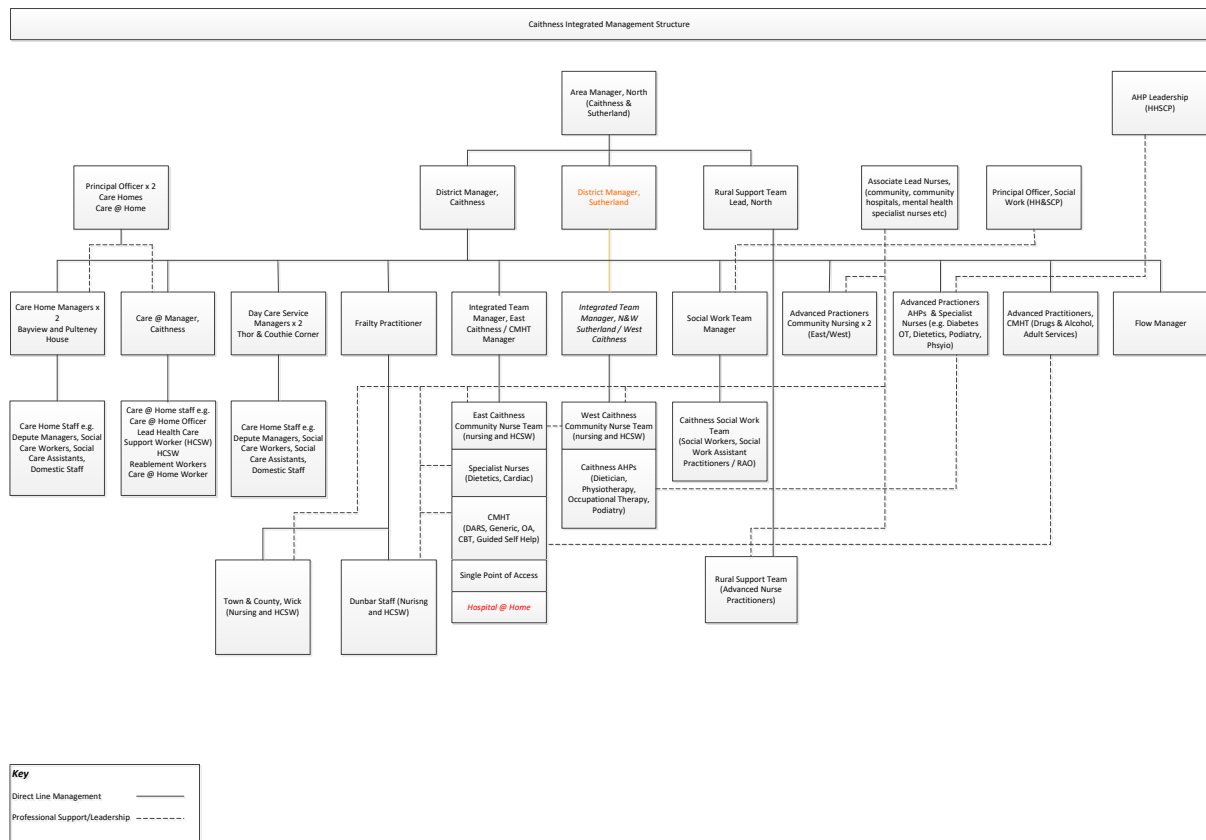 Caithness Integrated Management Structure
Area Manager, North
(Caithness &
Sutherland)
AHP Leadership
(HHSCP)
Principal Officer x 2
Care Homes
Care @ Home
District Manager,
Caithness
District Manager,
Sutherland
Rural Support Team
Lead, North
Associate Lead Nurses,
(community, community
hospitals, mental health
specialist nurses etc)
Principal Officer, Social
Work (HH&SCP)
Care Home Managers x
2
Bayview and Pulteney
House
Care @ Manager,
Caithness
Day Care Service
Managers x 2
Thor & Couthie Corner
Frailty Practitioner
Integrated Team
Manager, East
Caithness / CMHT
Manager
Integrated Team
Manager, N&W
Sutherland / West
Caithness
Social Work Team
Manager
Advanced Practioners
Community Nursing x 2
(East/West)
Advanced Practioners
AHPs & Specialist
Nurses (e.g. Diabetes
OT, Dietetics, Podiatry,
Phsyio)
Advanced Practitioners,
CMHT (Drugs & Alcohol,
Adult Services)
Flow Manager
Care Home Staff e.g.
Depute Managers, Social
Care Workers, Social
Care Assistants,
Domestic Staff
Care @ Home staff e.g.
Care @ Home Officer
Lead Health Care
Support Worker (HCSW)
HCSW
Reablement Workers
Care @ Home Worker
Care Home Staff e.g.
Depute Managers, Social
Care Workers, Social
Care Assistants,
Domestic Staff
East Caithness
Community Nurse Team
(nursing and HCSW)
Specialist Nurses
(Dietetics, Cardiac)
CMHT
(DARS, Generic, OA,
CBT, Guided Self Help)
Single Point of Access
Hospital @ Home
West Caithness
Community Nurse Team
(nursing and HCSW)
Caithness AHPs
(Dietician,
Physiotherapy,
Occupational Therapy,
Podiatry)
Caithness Social Work
Team
(Social Workers, Social
Work Assistant
Practitioners / RAO)
Town & County, Wick
(Nursing and HCSW)
Dunbar Staff (Nurisng
and HCSW)
Rural Support Team
(Advanced Nurse
Practitioners)
Key
Direct Line Management
Professional Support/Leadership